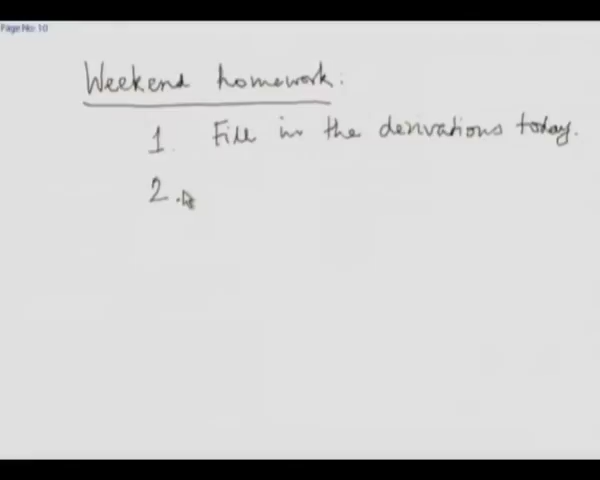 Page No: 10
Weekend homework:
1. Fill in the derivations today.
2.